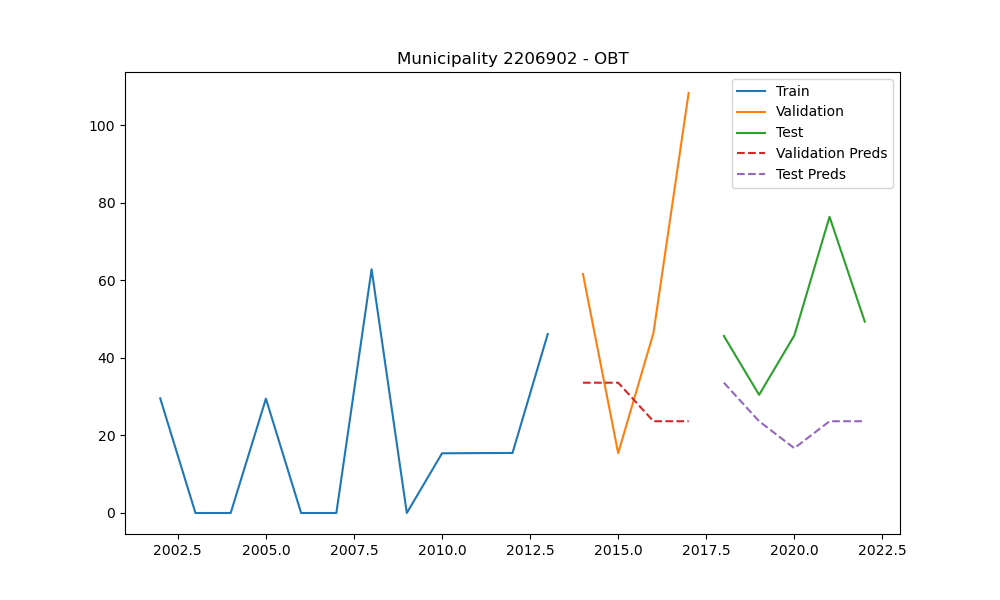 Municipality 2206902 - OBT
Train
Validation
Test
Validation Preds
Test Preds
100
80
60
40
20
0
2002.5 2005.0 2007.5 2010.0 2012.5 2015.0 2017.5 2020.0 2022.5